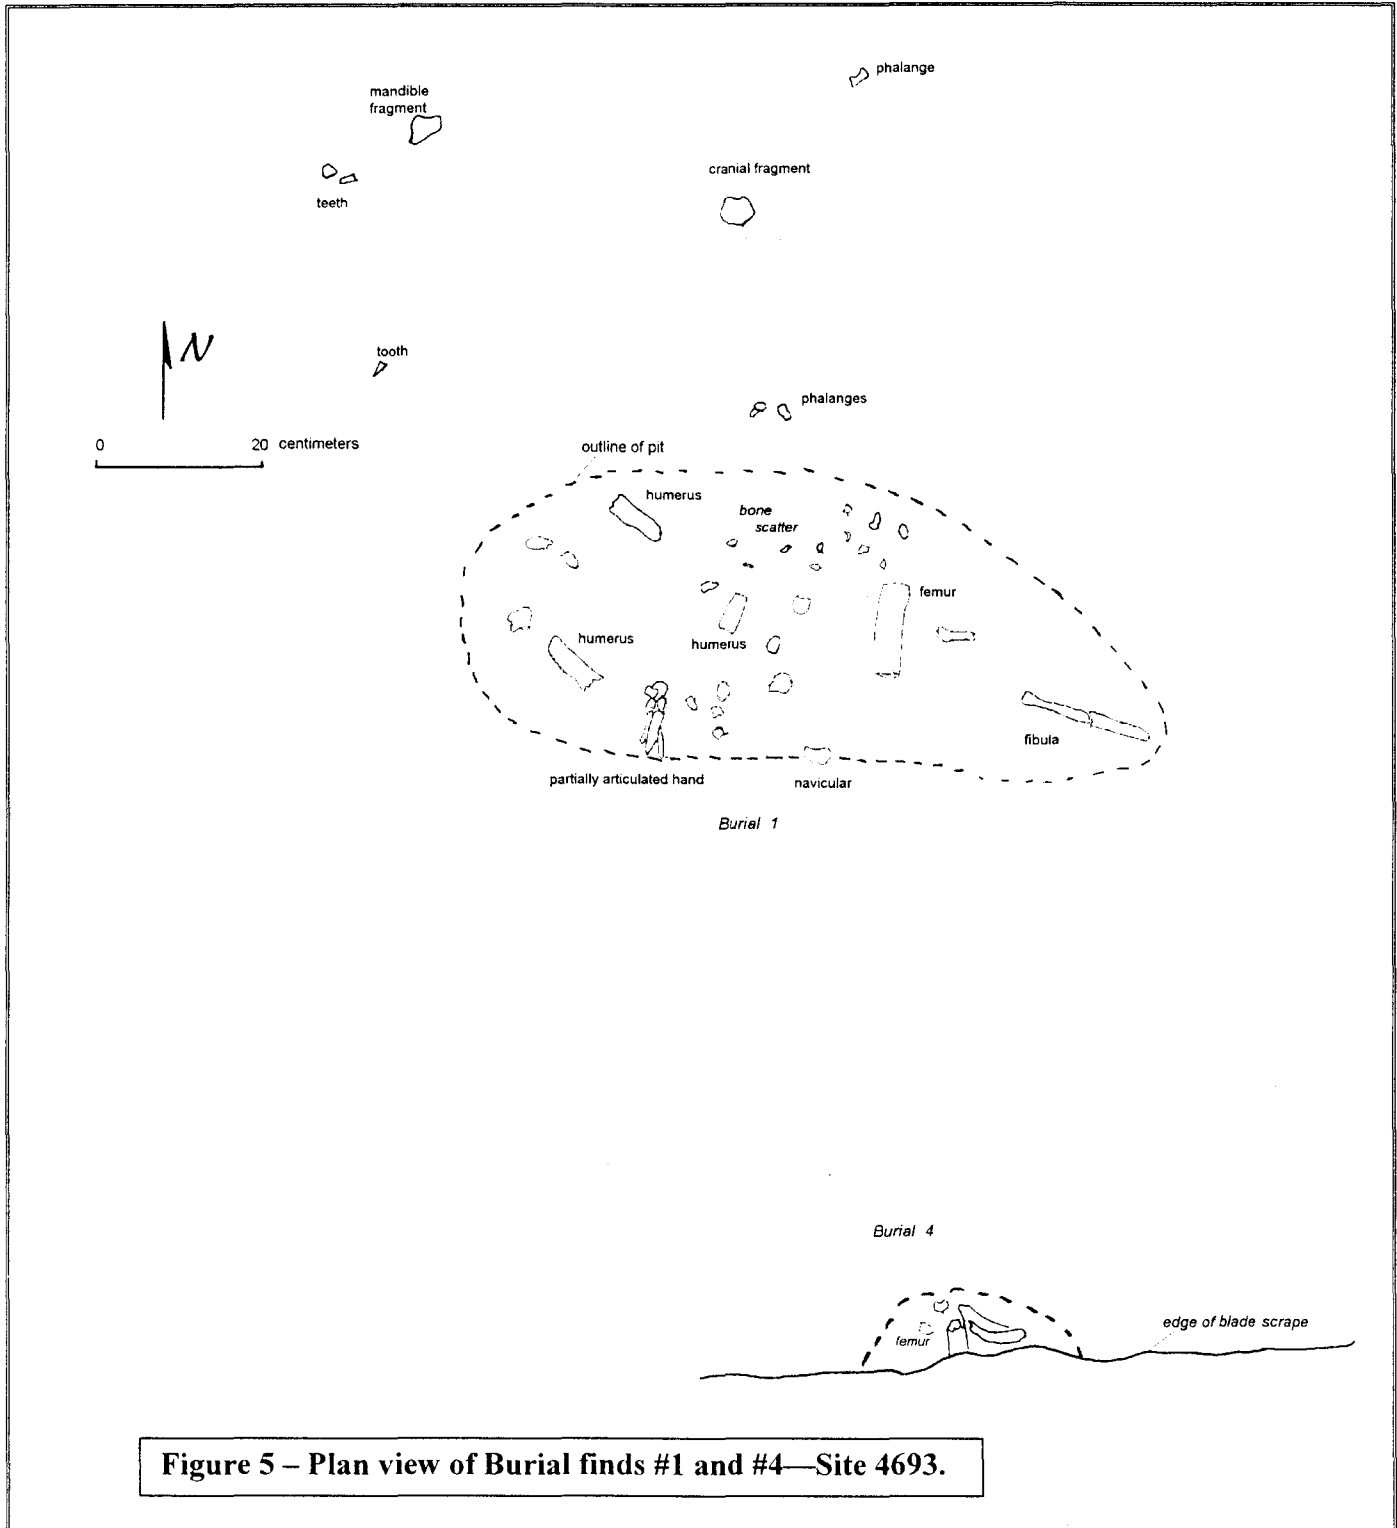 phalange
mandible
fragment
cranial fragment
teeth
N
tooth
phalanges
0 20 centimeters
outline of pit
humerus
bone
scatter
femur
humerus
humerus
fibula
partially articulated hand
navicular
Burial 1
Burial 4
edge of blade scrape
femur
Figure 5 – Plan view of Burial finds #1 and #4—Site 4693.